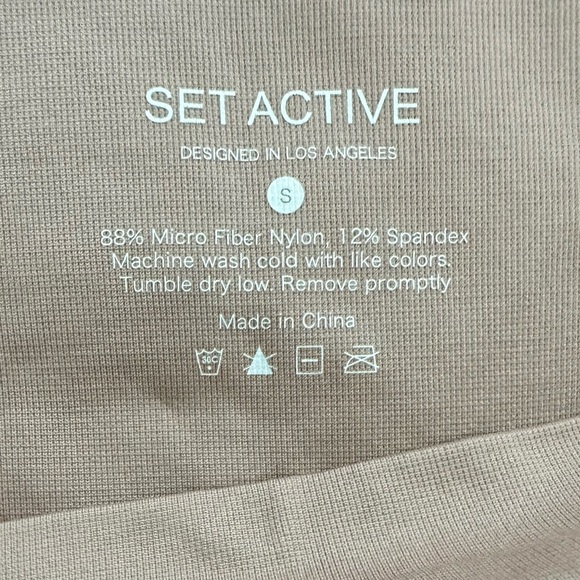 SET ACTIVE
DESIGNED IN LOS ANGELES
S
88% Micro Fiber Nylon, 12% Spandex
Machine wash cold with like colors.
Tumble dry low. Remove promptly
Made in China
30C